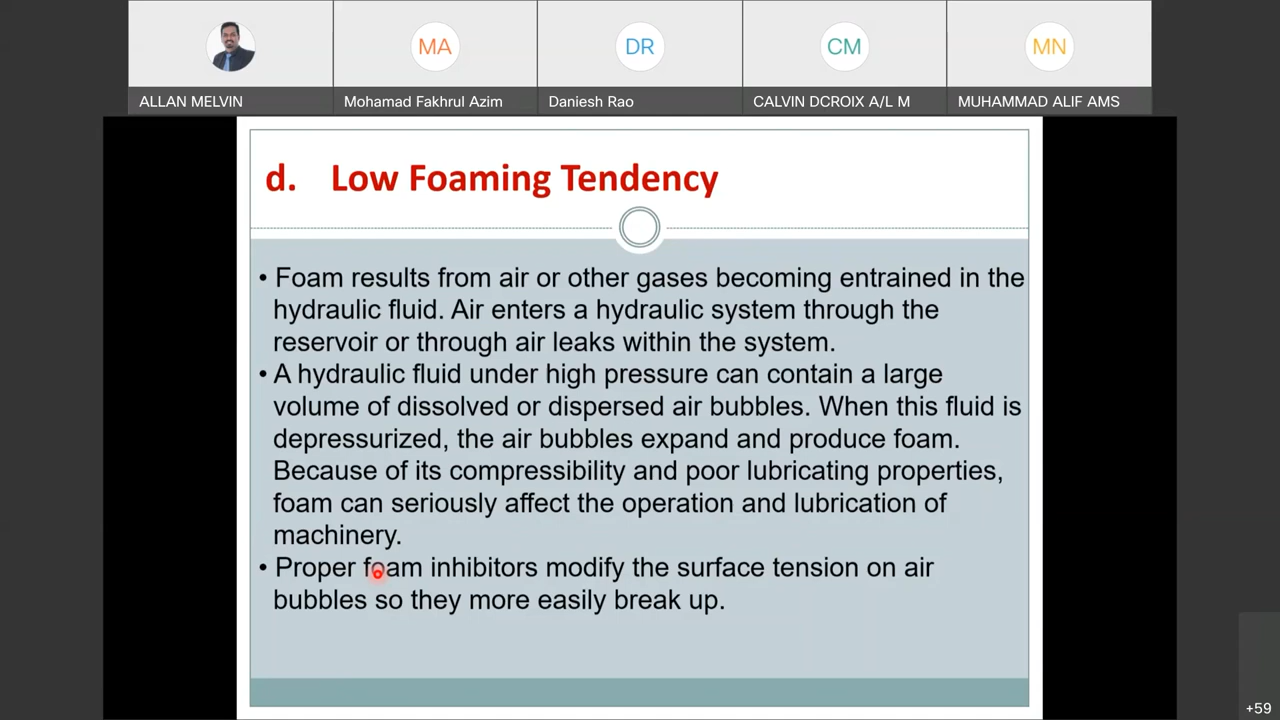 MA
DR
CM
MN
ALLAN MELVIN
Mohamad Fakhrul Azim
Daniesh Rao
CALVIN DCROIX A/L M
MUHAMMAD ALIF AMS
d. Low Foaming Tendency
• Foam results from air or other gases becoming entrained in the
hydraulic fluid. Air enters a hydraulic system through the
reservoir or through air leaks within the system.
• A hydraulic fluid under high pressure can contain a large
volume of dissolved or dispersed air bubbles. When this fluid is
depressurized, the air bubbles expand and produce foam.
Because of its compressibility and poor lubricating properties,
foam can seriously affect the operation and lubrication of
machinery.
• Proper foam inhibitors modify the surface tension on air
bubbles so they more easily break up.
+59